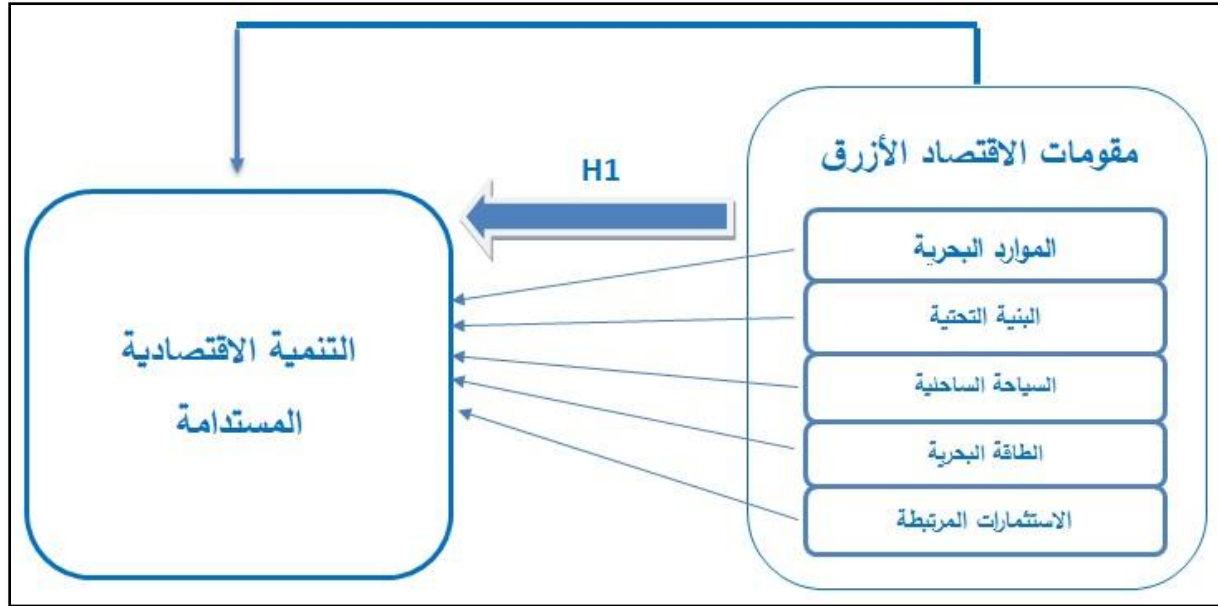 مقومات الاقتصاد الأزرق
H1
الموارد البحرية
البنية التحتية
السياحة الساحلية
الطاقة البحرية
الاستثمارات المرتبطة
التنمية الاقتصادية
المستدامة